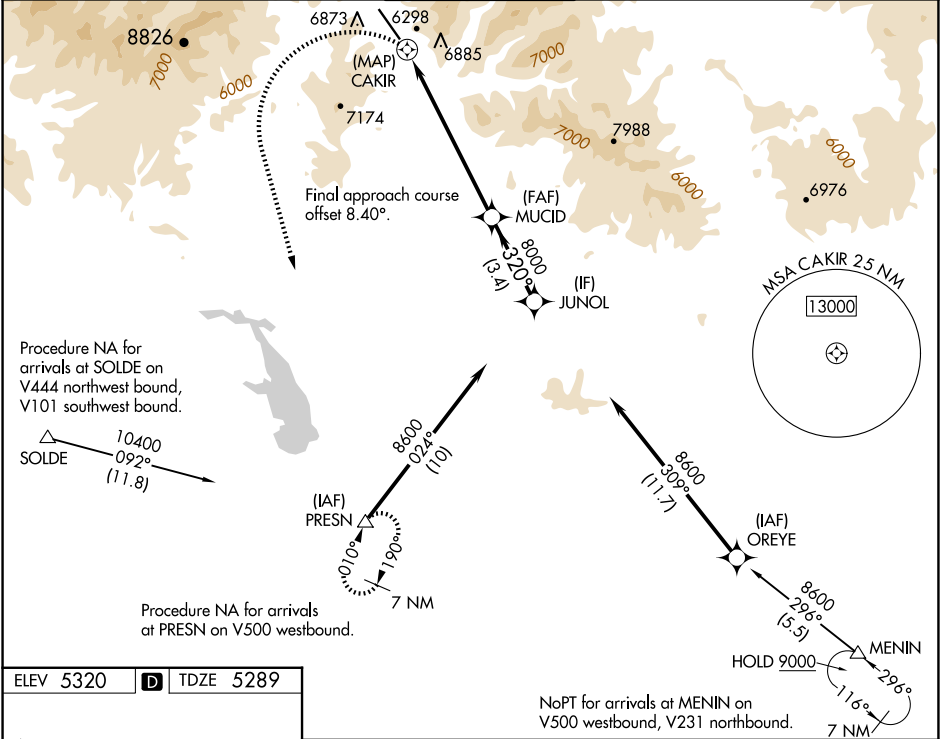 8826
7000
6000
6873
6298
6885
7000
(MAP)
CAKIR
7174
7000
7988
6000
6000
6976
Final approach course
offset 8.40°.
(FAF)
MUCID
8000
320°
(3.4)
(IF)
JUNOL
MSA CAKIR 25 NM
13000
Procedure NA for
arrivals at SOLDE on
V444 northwest bound,
V101 southwest bound.
SOLDE
10400
092°
(11.8)
8600
024°
(10)
(IAF)
PRESN
010°
190°
7 NM
8600
309°
(11.7)
(IAF)
OREYE
8600
296°
(5.5)
MENIN
HOLD 9000
116°
296°
7 NM
Procedure NA for arrivals
at PRESN on V500 westbound.
NoPT for arrivals at MENIN on
V500 westbound, V231 northbound.
ELEV 5320 D TDZE 5289